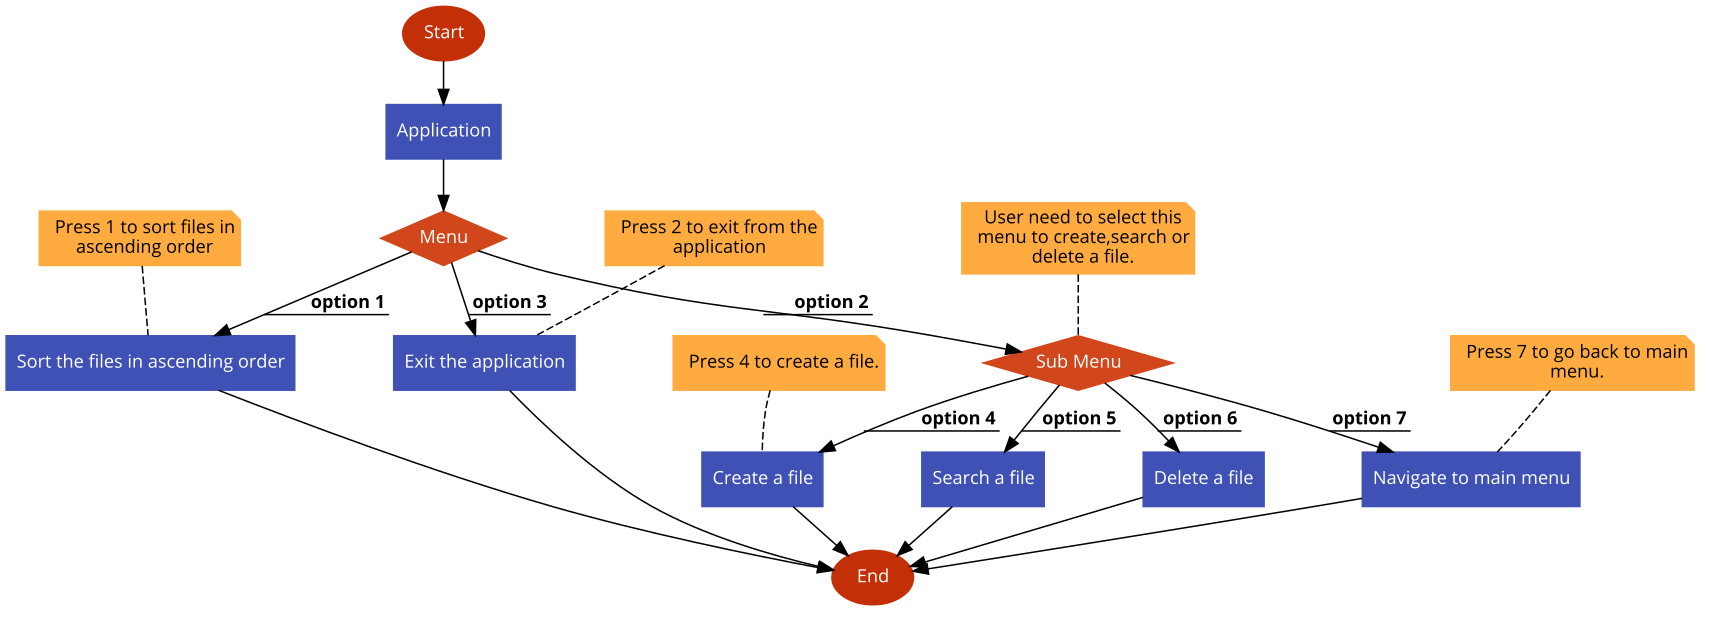 Start
Application
Press 1 to sort files in
ascending order
Menu
Press 2 to exit from the
application
User need to select this
menu to create,search or
delete a file.
option 1
option 3
option 2
Sort the files in ascending order
Exit the application
Press 4 to create a file.
Sub Menu
Press 7 to go back to main
menu.
option 4
option 5
option 6
option 7
Create a file
Search a file
Delete a file
Navigate to main menu
End